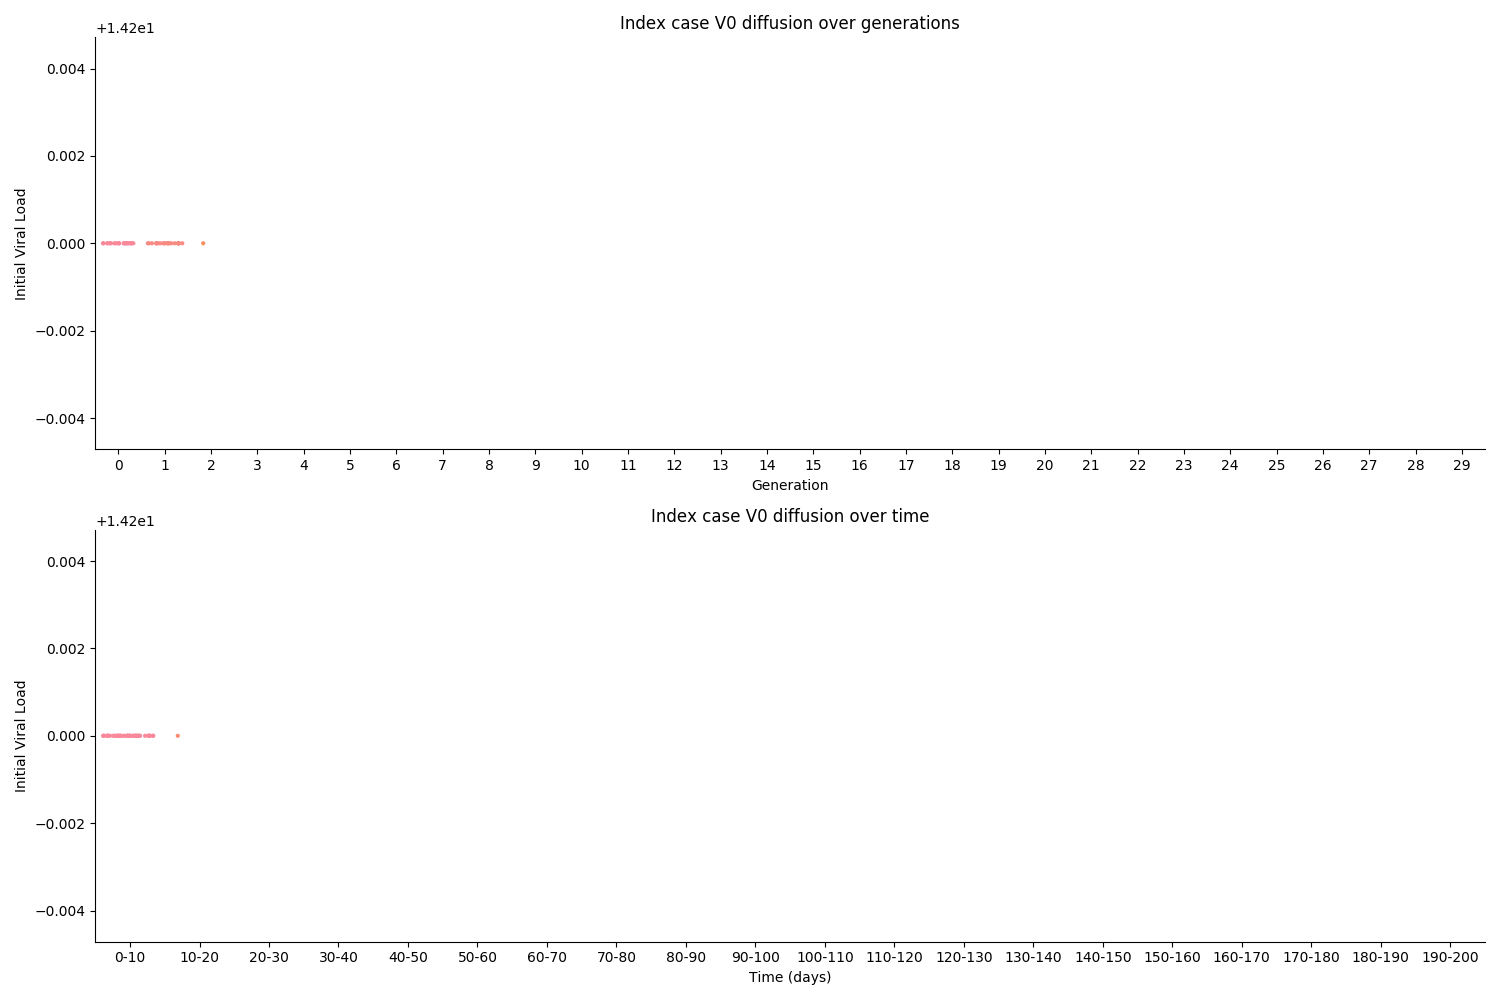 Index case V0 diffusion over generations
+1.42e1
0.004
0.002
0.000
−0.002
−0.004
Initial Viral Load
0 1 2 3 4 5 6 7 8 9 10 11 12 13 14 15 16 17 18 19 20 21 22 23 24 25 26 27 28 29
Generation
Index case V0 diffusion over time
+1.42e1
0.004
0.002
0.000
−0.002
−0.004
Initial Viral Load
0-10 10-20 20-30 30-40 40-50 50-60 60-70 70-80 80-90 90-100 100-110 110-120 120-130 130-140 140-150 150-160 160-170 170-180 180-190 190-200
Time (days)